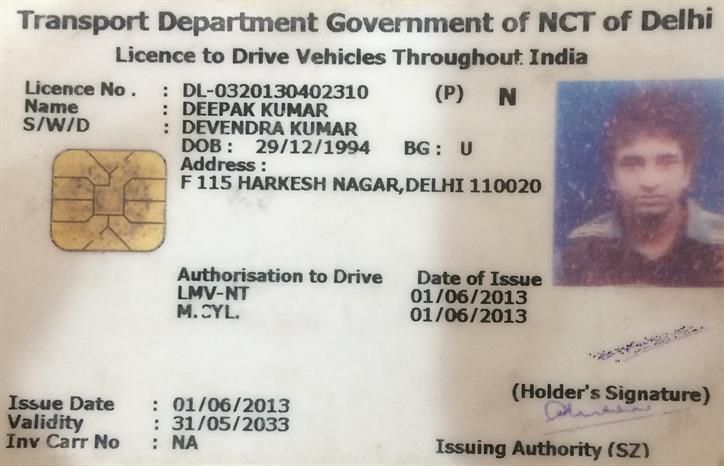 Transport Department Government of NCT of Delhi
Licence to Drive Vehicles Throughout India
Licence No. : DL-0320130402310 (P) N
Name : DEEPAK KUMAR
S/W/D : DEVENDRA KUMAR
DOB : 29/12/1994 BG : U
Address :
F 115 HARKESH NAGAR,DELHI 110020
Authorisation to Drive Date of Issue
LMV-NT 01/06/2013
M.CYL. 01/06/2013
(Holder's Signature)
Issue Date : 01/06/2013
Validity : 31/05/2033
Inv Carr No : NA
Issuing Authority (SZ)